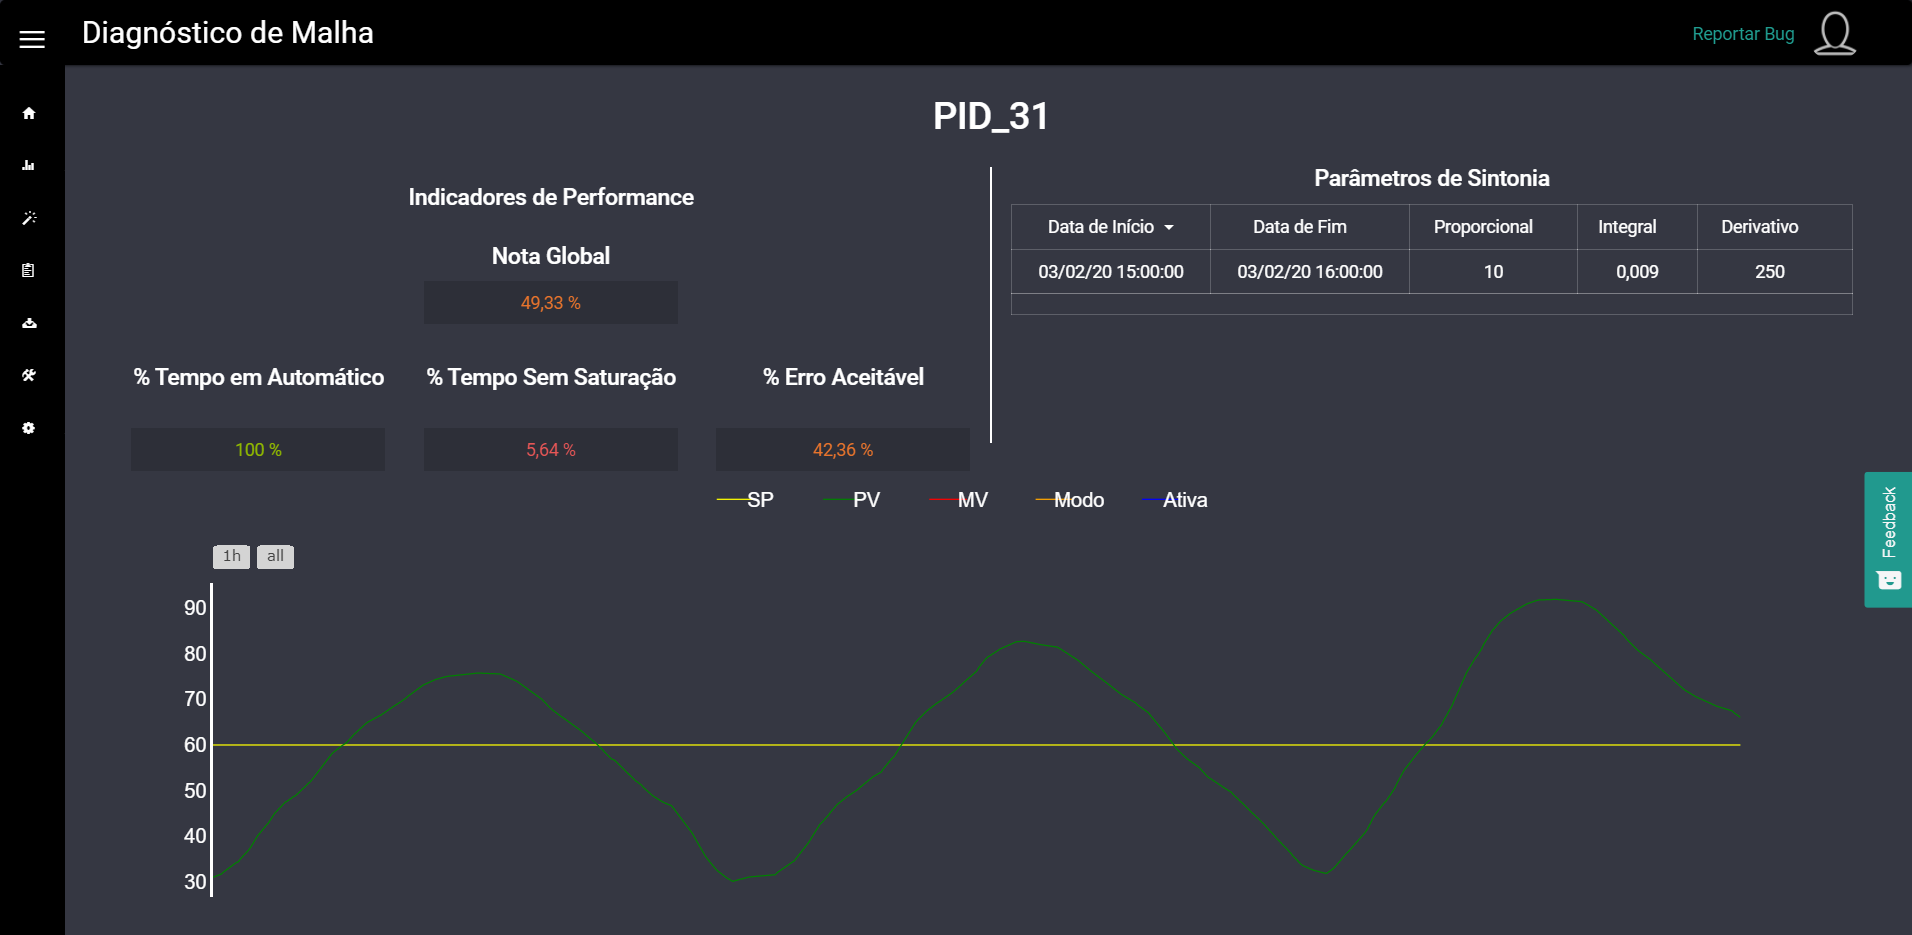 Diagnóstico de Malha
Reportar Bug
PID_31
Indicadores de Performance
Nota Global
49,33 %
% Tempo em Automático % Tempo Sem Saturação % Erro Aceitável
100 % 5,64 % 42,36 %
Parâmetros de Sintonia
Data de Início Data de Fim Proporcional Integral Derivativo
03/02/20 15:00:00 03/02/20 16:00:00 10 0,009 250
SP PV MV Modo Ativa
1h all
90
80
70
60
50
40
30
Feedback